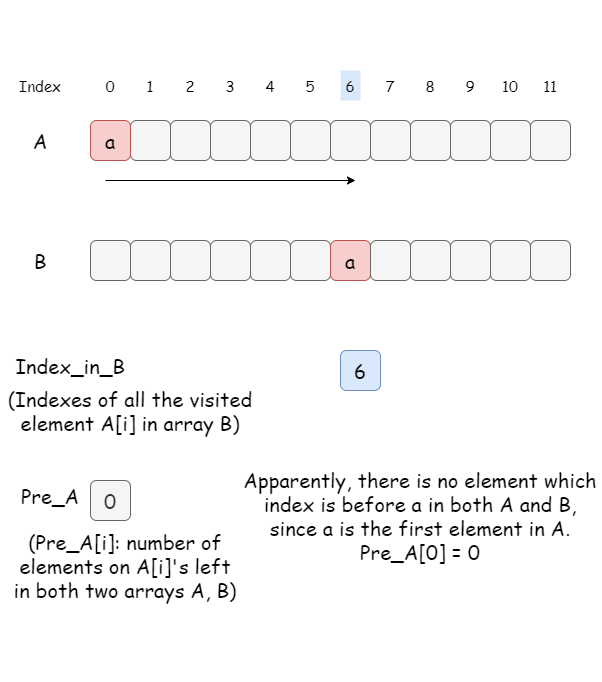 Index 0 1 2 3 4 5 6 7 8 9 10 11
A a
B a
Index_in_B 6
(Indexes of all the visited
element A[i] in array B)
Pre_A 0
(Pre_A[i]: number of
elements on A[i]'s left
in both two arrays A, B)
Apparently, there is no element which
index is before a in both A and B,
since a is the first element in A.
Pre_A[0] = 0